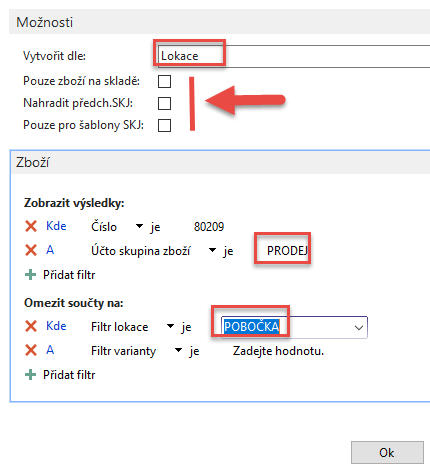 Možnosti
Vytvořit dle: Lokace
Pouze zboží na skladě:
Nahradit předch.SKJ:
Pouze pro šablony SKJ:
Zboží
Zobrazit výsledky:
Kde Číslo je 80209
A Účto skupina zboží je PRODEJ
Přidat filtr
Omezit součty na:
Kde Filtr lokace je POBOČKA
A Filtr varianty je Zadejte hodnotu.
Přidat filtr
Ok